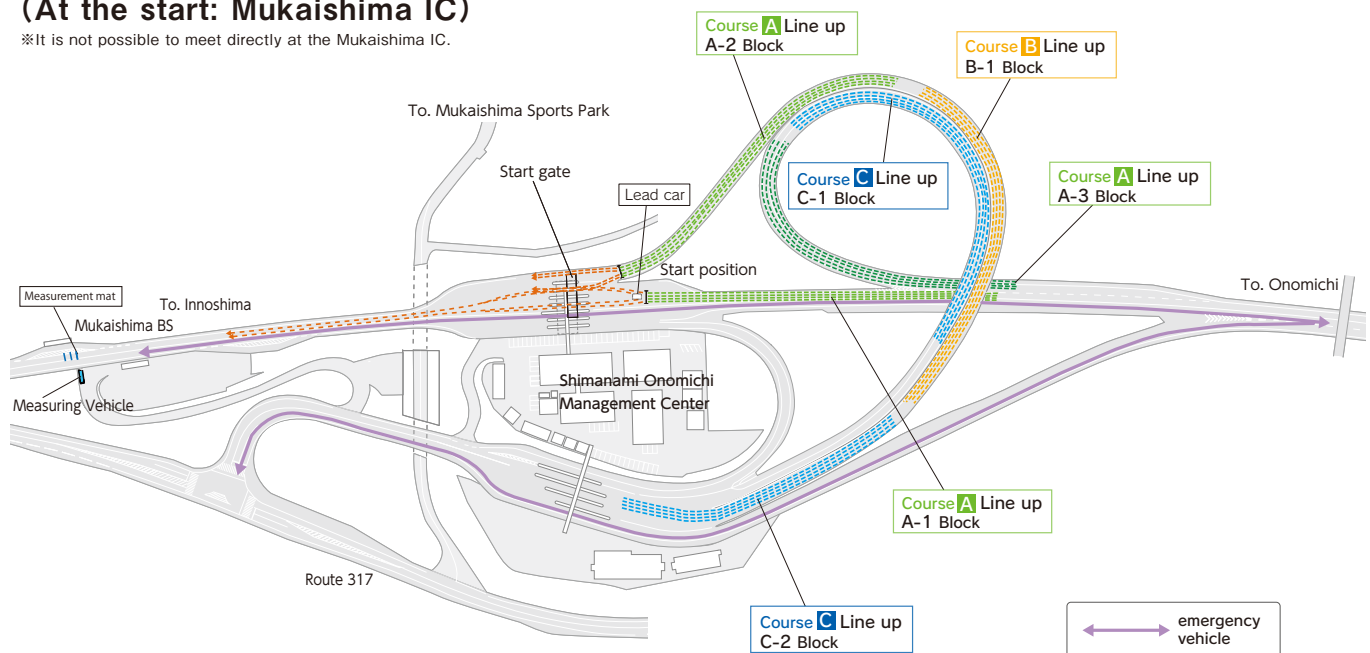 (At the start: Mukaishima IC)
※It is not possible to meet directly at the Mukaishima IC.
Course A Line up
A-2 Block
Course B Line up
B-1 Block
To. Mukaishima Sports Park
Start gate
Lead car
Course C Line up
C-1 Block
Course A Line up
A-3 Block
Start position
To. Onomichi
Measurement mat
To. Innoshima
Mukaishima BS
Measuring Vehicle
Shimanami Onomichi
Management Center
Course A Line up
A-1 Block
Route 317
Course C Line up
C-2 Block
emergency
vehicle